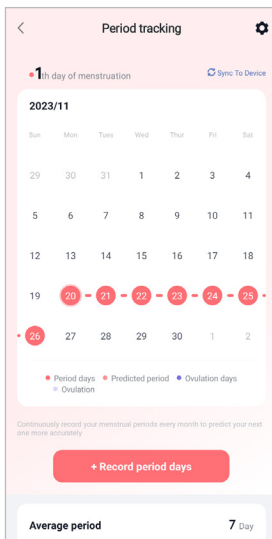 Period tracking
1th day of menstruation Sync To Device
2023/11
Sun Mon Tues Wed Thur Fri Sat
29 30 31 1 2 3 4
5 6 7 8 9 10 11
12 13 14 15 16 17 18
19 20 21 22 23 24 25
26 27 28 29 30 1 2
Period days Predicted period Ovulation days
Ovulation
Continuously record your menstrual periods every month to predict your next
one more accurately
+ Record period days
Average period 7 Day